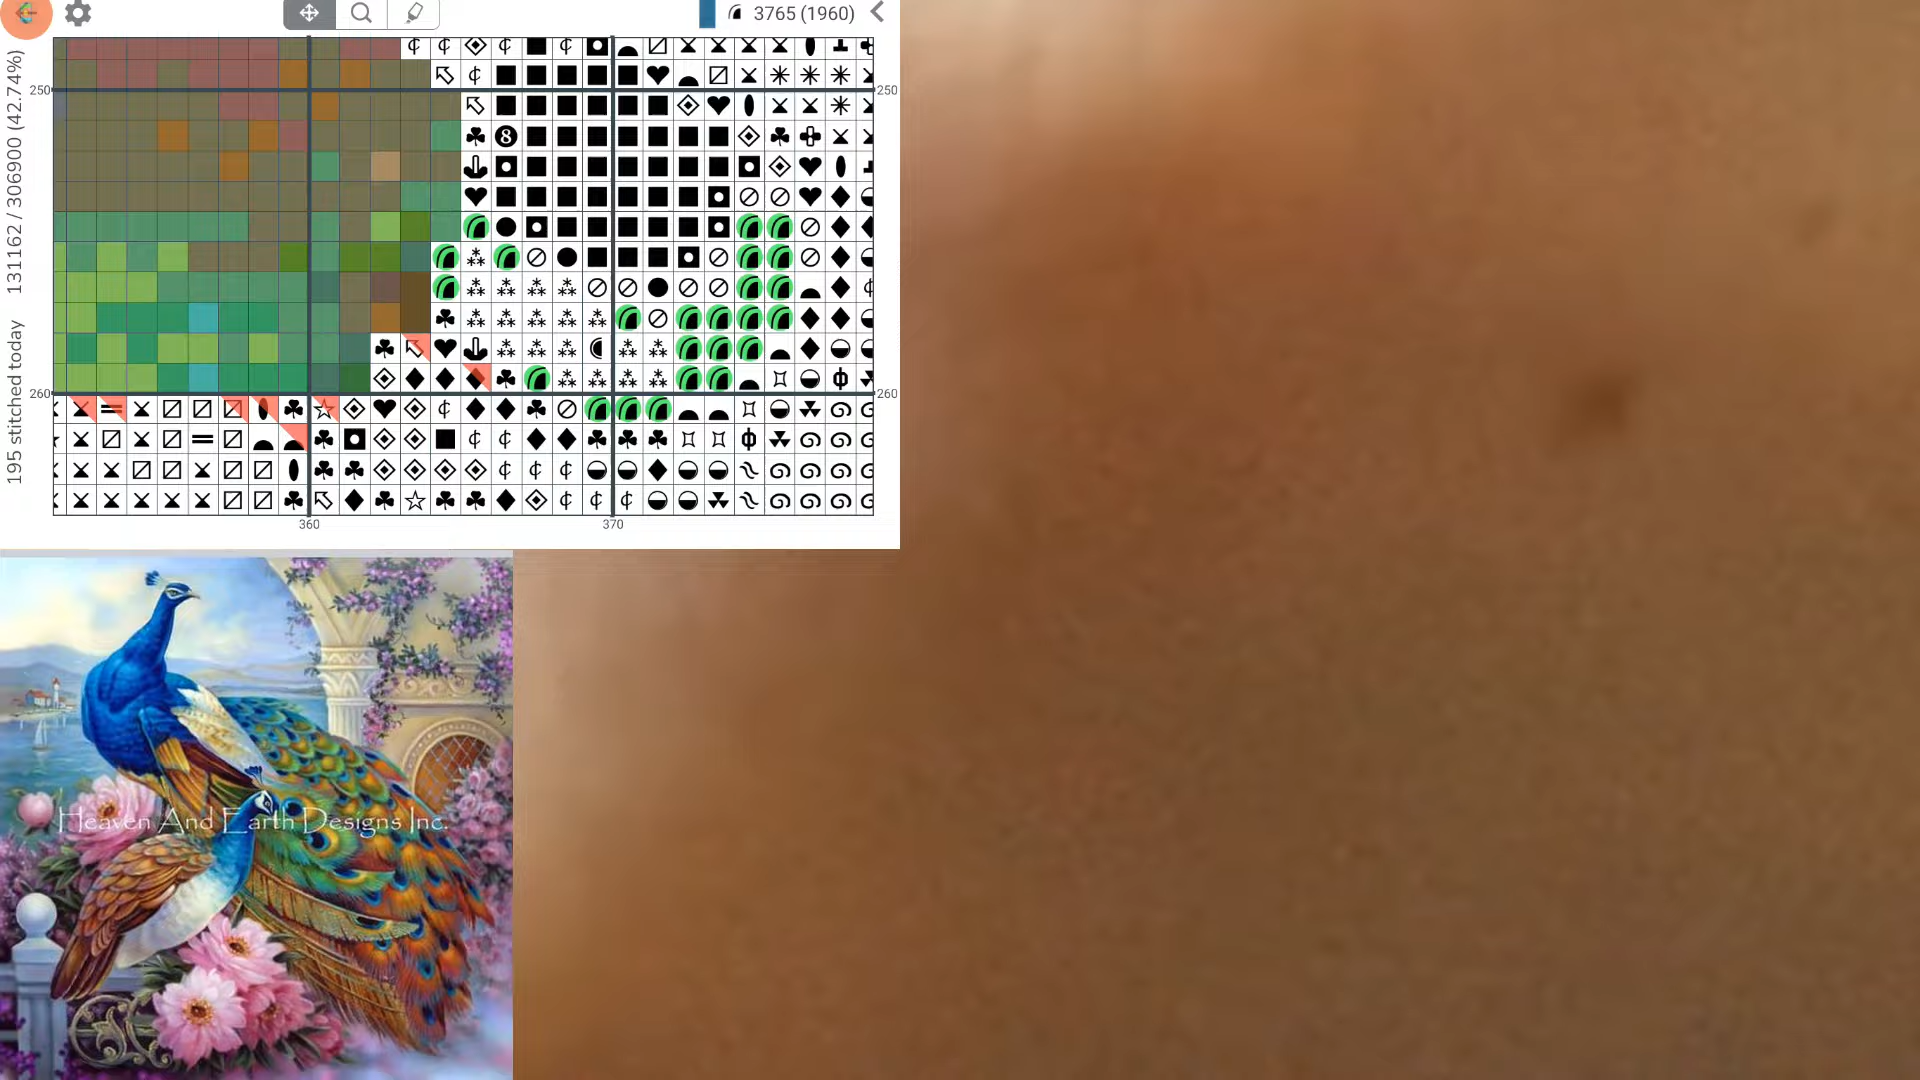 3765 (1960)
195 stitched today 131162 / 306900 (42.74%)
250 250
260 260
360 370
Heaven And Earth Designs Inc.